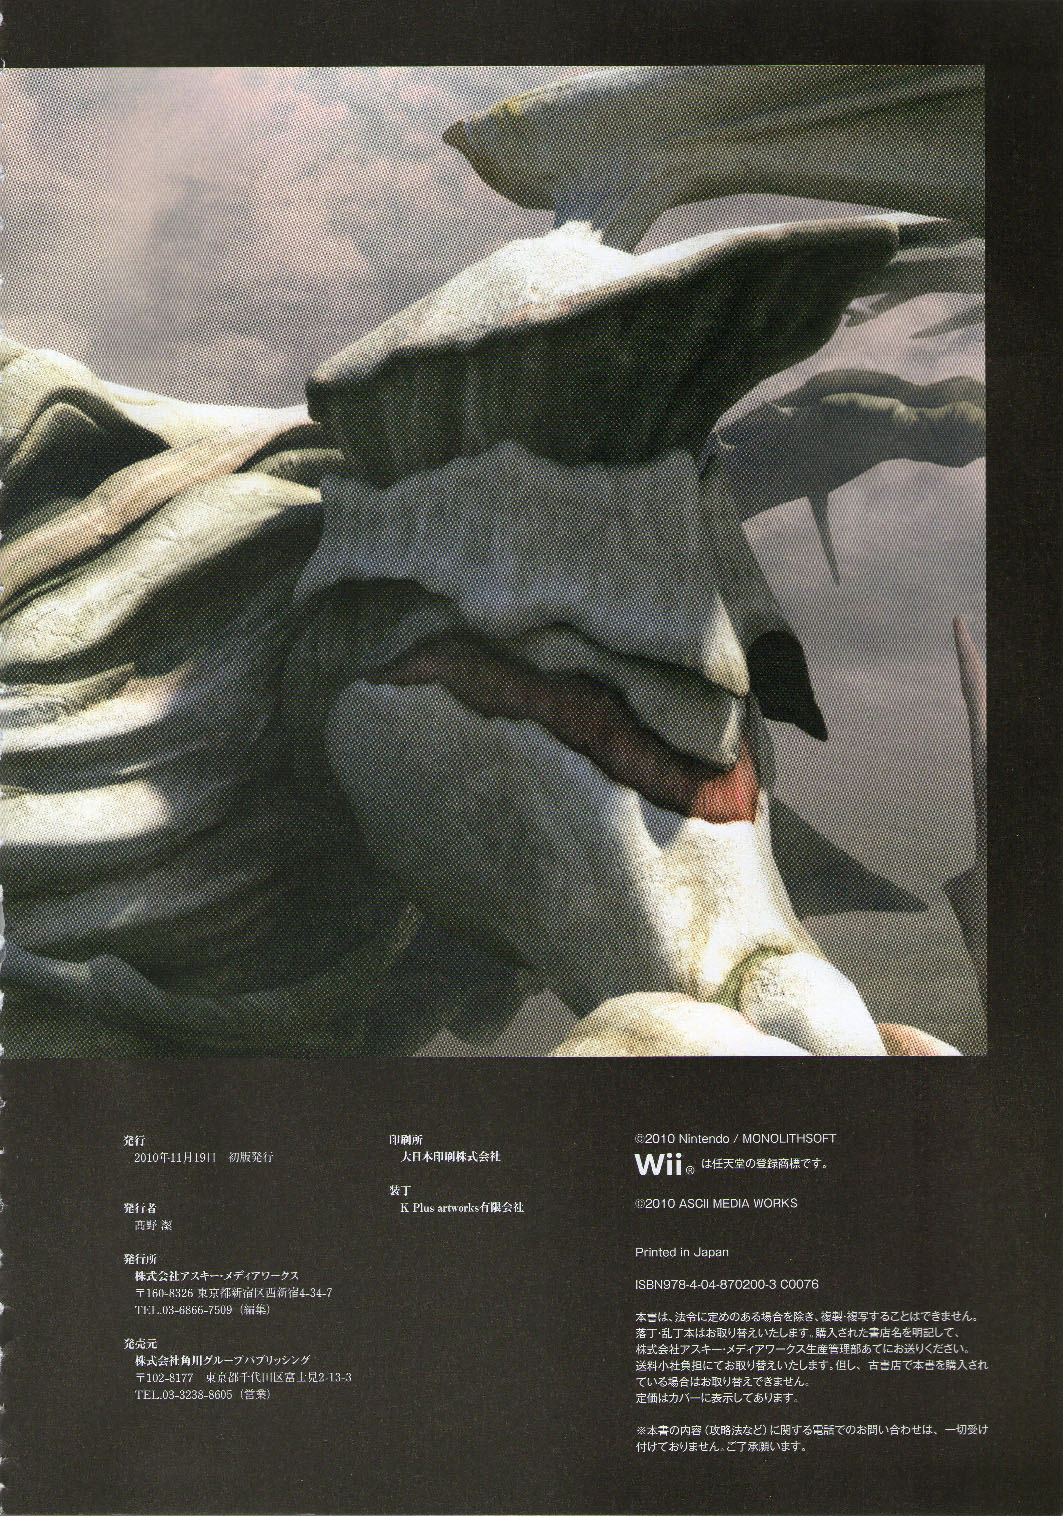 発行
2010年11月19日　初版発行
発行者
髙野 潔
発行所
株式会社アスキー・メディアワークス
〒160-8326 東京都新宿区西新宿4-34-7
TEL.03-6866-7509（編集）
発売元
株式会社角川グループパブリッシング
〒102-8177　東京都千代田区富士見2-13-3
TEL.03-3238-8605（営業）
印刷所
大日本印刷株式会社
装丁
K Plus artworks有限会社
©2010 Nintendo / MONOLITHSOFT
Wii® は任天堂の登録商標です。
©2010 ASCII MEDIA WORKS
Printed in Japan
ISBN978-4-04-870200-3 C0076
本書は、法令に定めのある場合を除き、複製・複写することはできません。
落丁・乱丁本はお取り替えいたします。購入された書店名を明記して、
株式会社アスキー・メディアワークス生産管理部あてにお送りください。
送料小社負担にてお取り替えいたします。但し、古書店で本書を購入され
ている場合はお取り替えできません。
定価はカバーに表示してあります。
※本書の内容（攻略法など）に関する電話でのお問い合わせは、一切受け
付けておりません。ご了承願います。